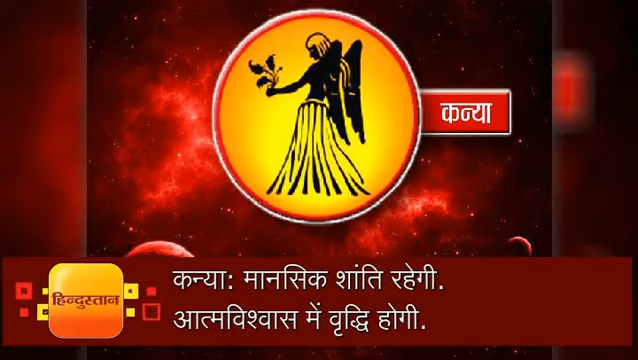 कन्या
कन्या: मानसिक शांति रहेगी.
हिन्दुस्तान
आत्मविश्वास में वृद्धि होगी.